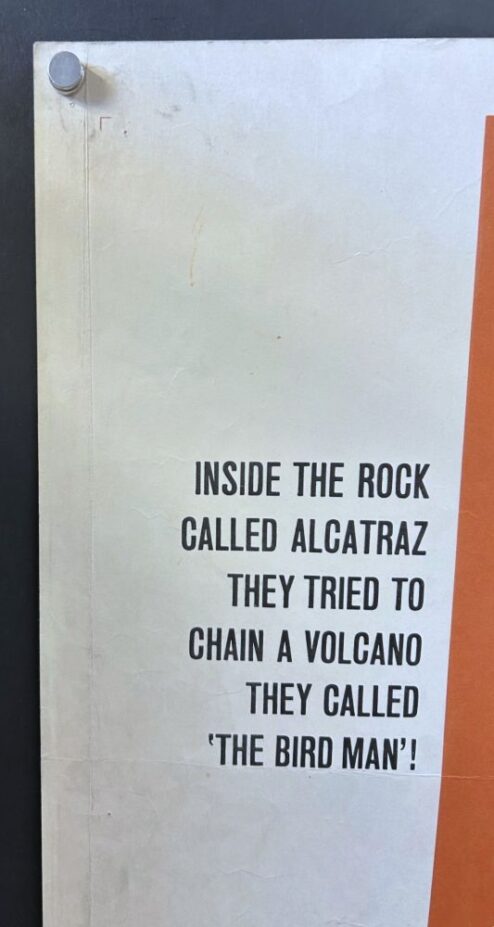 INSIDE THE ROCK
CALLED ALCATRAZ
THEY TRIED TO
CHAIN A VOLCANO
THEY CALLED
‘THE BIRD MAN’!